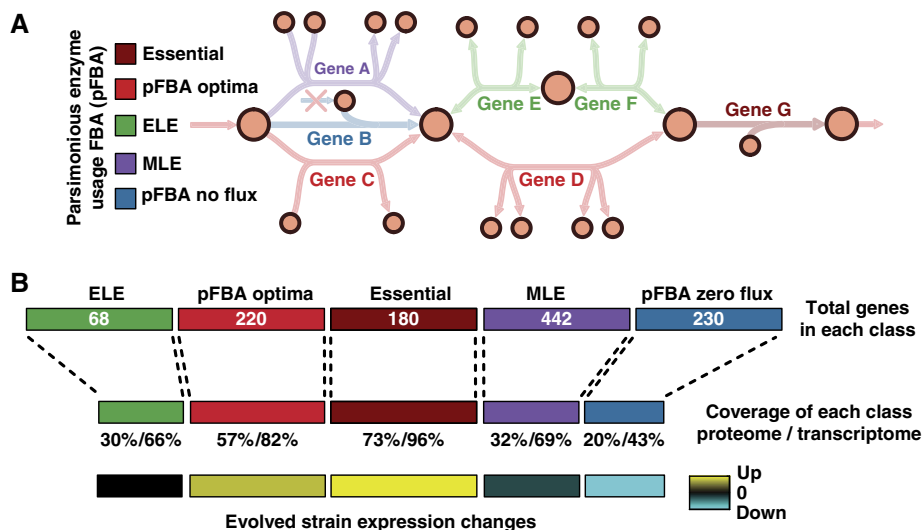 A
Parsimonious enzyme
usage FBA (pFBA)
Essential
pFBA optima
ELE
MLE
pFBA no flux
Gene A
Gene B
Gene C
Gene E
Gene F
Gene D
Gene G
B
ELE
pFBA optima
Essential
MLE
pFBA zero flux
68
220
180
442
230
Total genes
in each class
30%/66%
57%/82%
73%/96%
32%/69%
20%/43%
Coverage of each class
proteome / transcriptome
Up
0
Down
Evolved strain expression changes